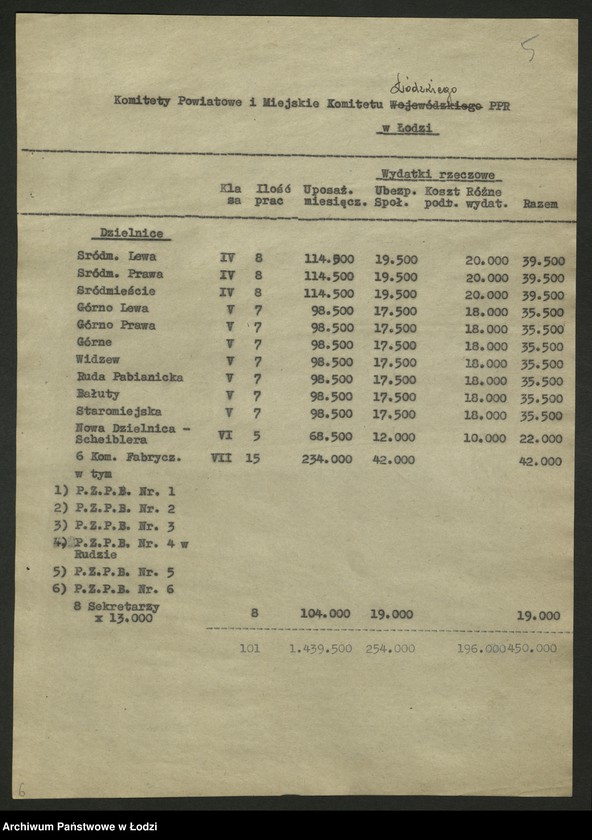 5
Łódzkiego
Komitety Powiatowe i Miejskie Komitetu Wojewódzkiego PPR
w Łodzi
Wydatki rzeczowe
Kla Ilość Uposaż. Ubezp. Koszt Różne
sa prac miesięcz. Społ. podr. wydat. Razem
Dzielnice
Sródm. Lewa IV 8 114.500 19.500 20.000 39.500
Sródm. Prawa IV 8 114.500 19.500 20.000 39.500
Sródmieście IV 8 114.500 19.500 20.000 39.500
Górno Lewa V 7 98.500 17.500 18.000 35.500
Górno Prawa V 7 98.500 17.500 18.000 35.500
Górne V 7 98.500 17.500 18.000 35.500
Widzew V 7 98.500 17.500 18.000 35.500
Ruda Pabianicka V 7 98.500 17.500 18.000 35.500
Bałuty V 7 98.500 17.500 18.000 35.500
Staromiejska V 7 98.500 17.500 18.000 35.500
Nowa Dzielnica –
Scheiblera VI 5 68.500 12.000 10.000 22.000
6 Kom. Fabrycz. VII 15 234.000 42.000 42.000
w tym
1) P.Z.P.B. Nr. 1
2) P.Z.P.B. Nr. 2
3) P.Z.P.B. Nr. 3
4) P.Z.P.B. Nr. 4 w
Rudzie
5) P.Z.P.B. Nr. 5
6) P.Z.P.B. Nr. 6
8 Sekretarzy
x 13.000 8 104.000 19.000 19.000
101 1.439.500 254.000 196.000 450.000
6
Archiwum Państwowe w Łodzi